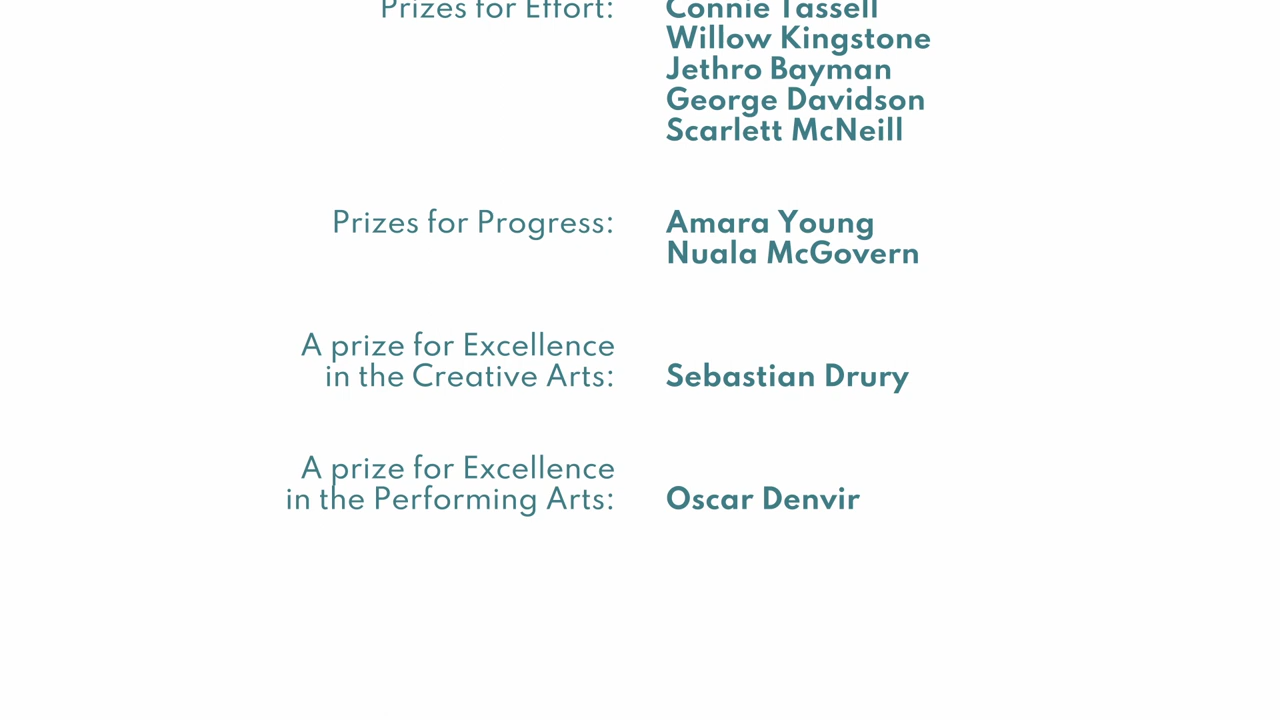 Prizes for Effort: Connie Tassell
Willow Kingstone
Jethro Bayman
George Davidson
Scarlett McNeill
Prizes for Progress: Amara Young
Nuala McGovern
A prize for Excellence
in the Creative Arts: Sebastian Drury
A prize for Excellence
in the Performing Arts: Oscar Denvir